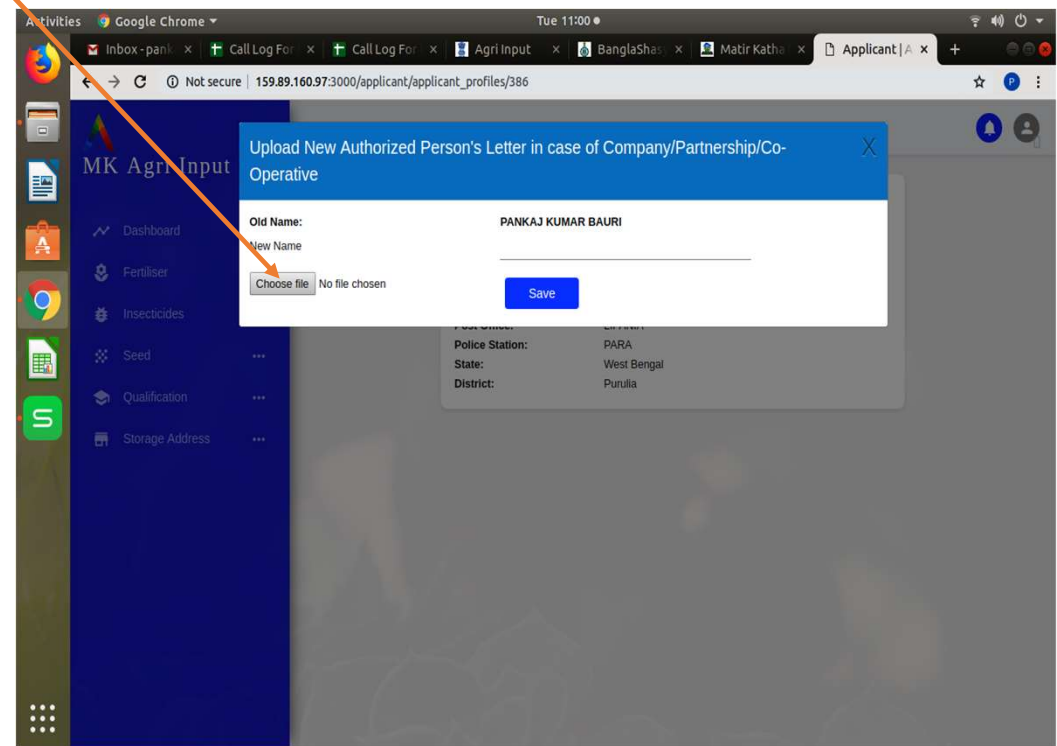 Activities Google Chrome Tue 11:00
Inbox - pank Call Log For Call Log For Agri Input BanglaShas Matir Katha Applicant | A
Not secure 159.89.160.97:3000/applicant/applicant_profiles/386 P
MK Agri Input
Upload New Authorized Person's Letter in case of Company/Partnership/Co-
Operative
X
Old Name: PANKAJ KUMAR BAURI
New Name
Choose file No file chosen
Save
Dashboard
Fertiliser
Insecticides
Seed
Qualification
Storage Address
Police Station: PARA
State: West Bengal
District: Purulia